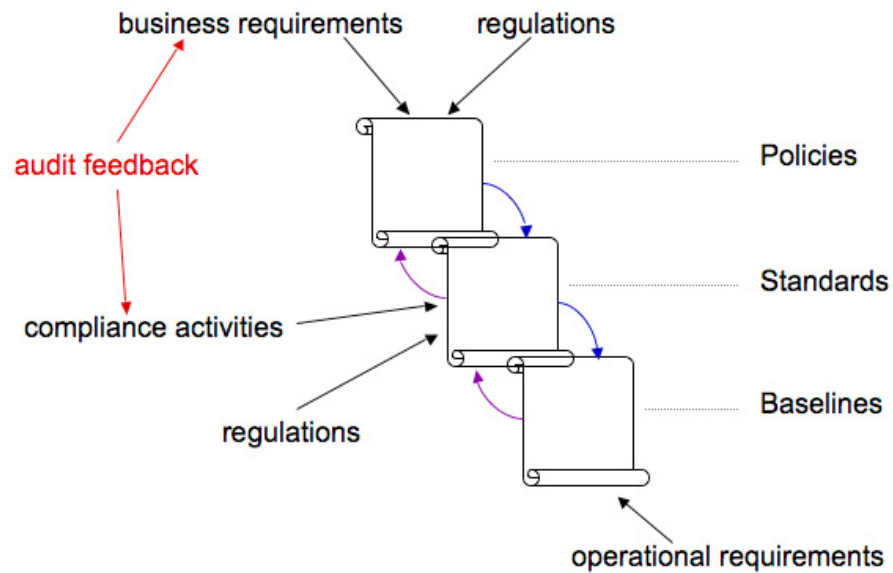 business requirements
regulations
audit feedback
Policies
Standards
compliance activities
Baselines
regulations
operational requirements